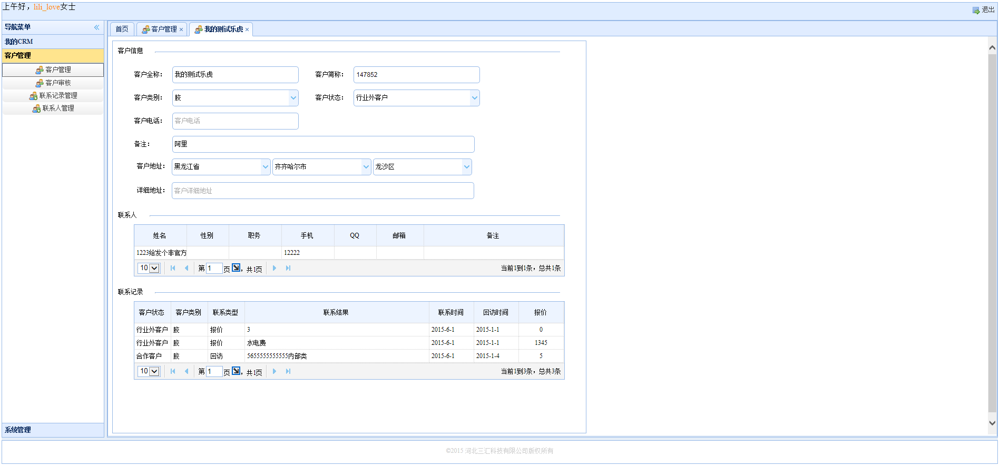 上午好，lili_love女士
退出
导航菜单
我的CRM
客户管理
客户管理
客户审核
联系记录管理
联系人管理
系统管理
首页 客户管理 我的测试乐虎
客户信息
客户全称： 我的测试乐虎 客户简称： 147852
客户类别： 胶 客户状态： 行业外客户
客户电话： 客户电话
备注： 阿里
客户地址： 黑龙江省 齐齐哈尔市 龙沙区
详细地址： 客户详细地址
联系人
姓名 性别 职务 手机 QQ 邮箱 备注
1223给发个非官方 12222
10 第 1 页 ，共1页 当前1到1条，总共1条
联系记录
客户状态 客户类别 联系类型 联系结果 联系时间 回访时间 报价
行业外客户 胶 报价 3 2015-6-1 2015-1-1 0
行业外客户 胶 报价 水电费 2015-6-1 2015-1-1 1345
合作客户 胶 回访 5655555555555内部类 2015-6-1 2015-1-4 5
10 第 1 页 ，共1页 当前1到3条，总共3条
©2015 河北三汇科技有限公司版权所有